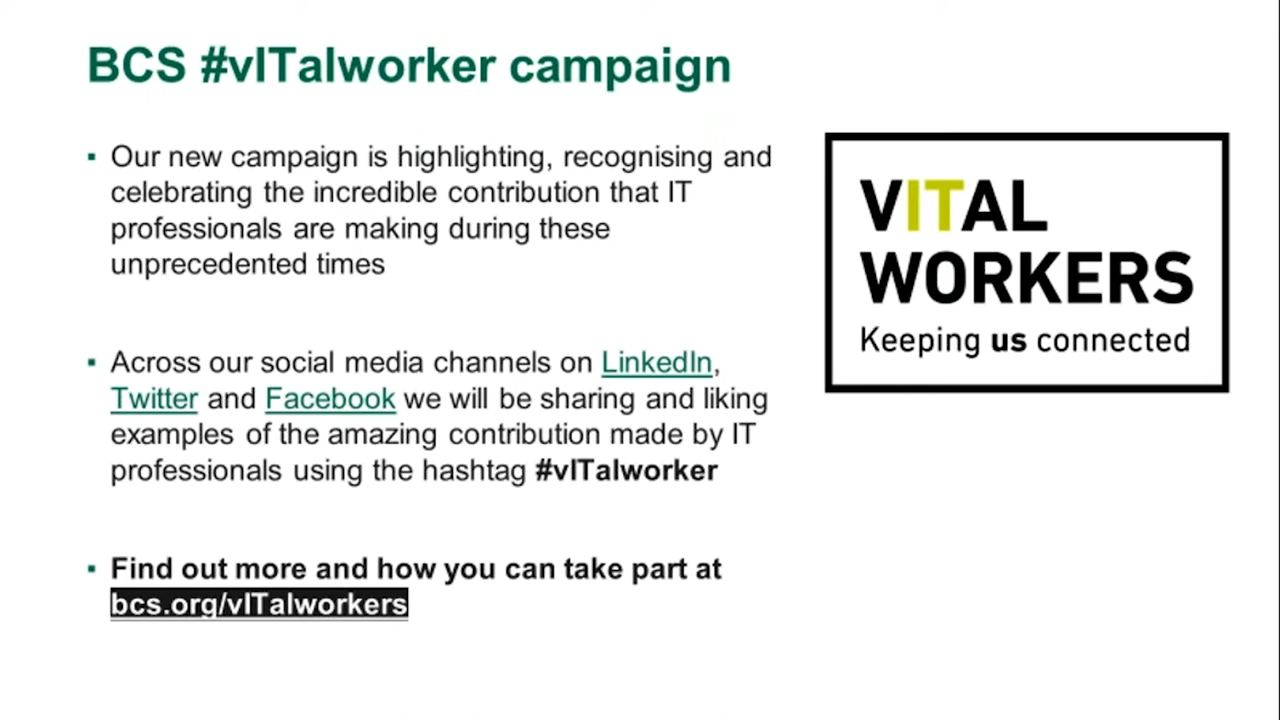 BCS #vITalworker campaign
▪ Our new campaign is highlighting, recognising and
celebrating the incredible contribution that IT
professionals are making during these
unprecedented times
▪ Across our social media channels on LinkedIn,
Twitter and Facebook we will be sharing and liking
examples of the amazing contribution made by IT
professionals using the hashtag #vITalworker
▪ Find out more and how you can take part at
bcs.org/vITalworkers
VITAL
WORKERS
Keeping us connected